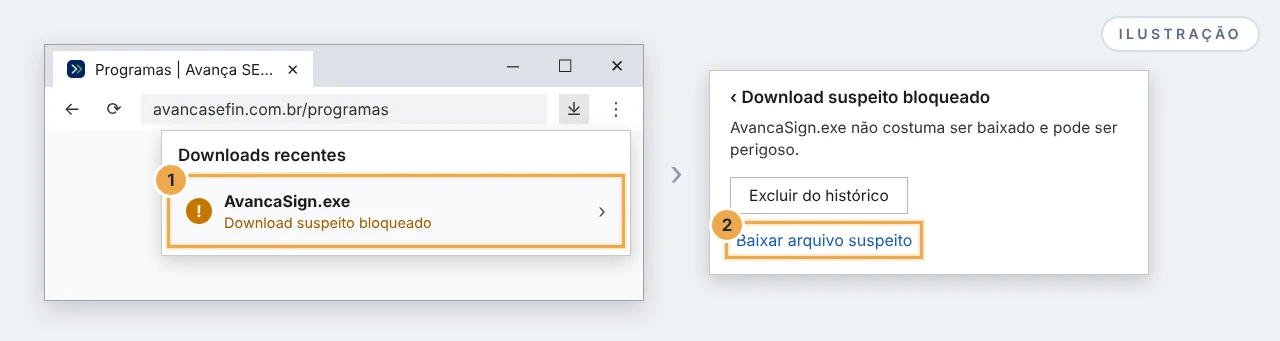 ILUSTRAÇÃO
Programas | Avança SE...
avancasefin.com.br/programas
Downloads recentes
1
AvancaSign.exe
Download suspeito bloqueado
‹ Download suspeito bloqueado
AvancaSign.exe não costuma ser baixado e pode ser
perigoso.
Excluir do histórico
2
Baixar arquivo suspeito